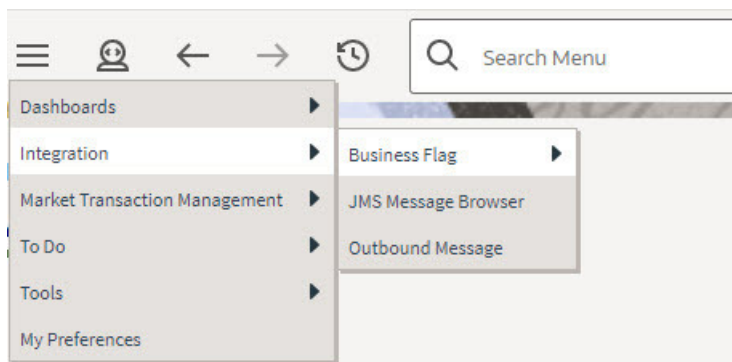 Search Menu
Dashboards
Integration
Business Flag
Market Transaction Management
JMS Message Browser
To Do
Outbound Message
Tools
My Preferences